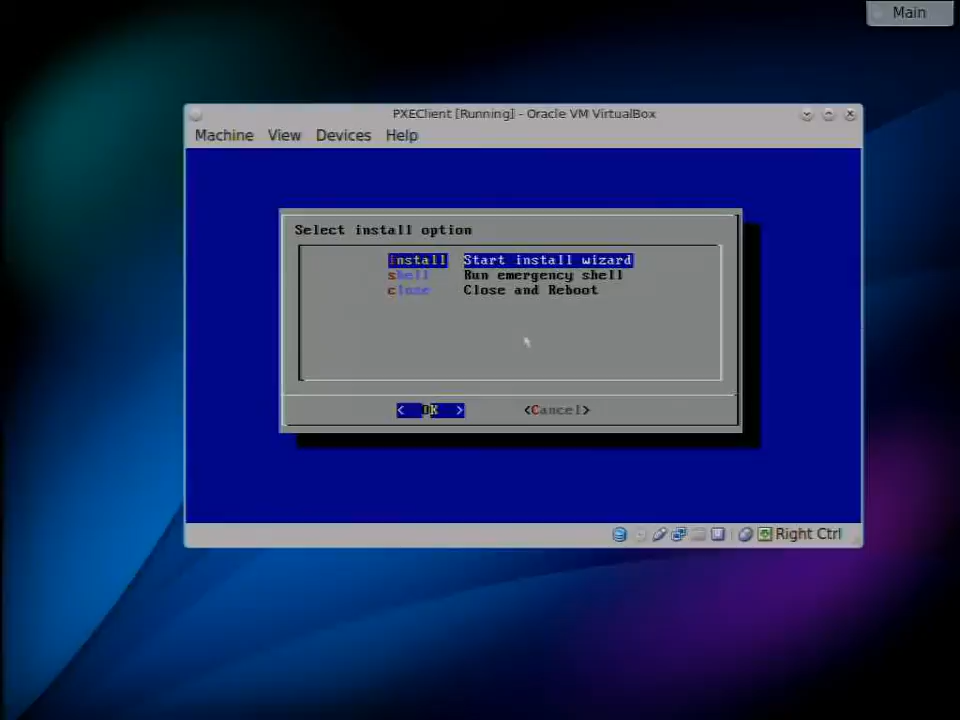 Main
PXEClient [Running] - Oracle VM VirtualBox
Machine View Devices Help
Select install option
install Start install wizard
shell Run emergency shell
close Close and Reboot
< OK > <Cancel>
Right Ctrl